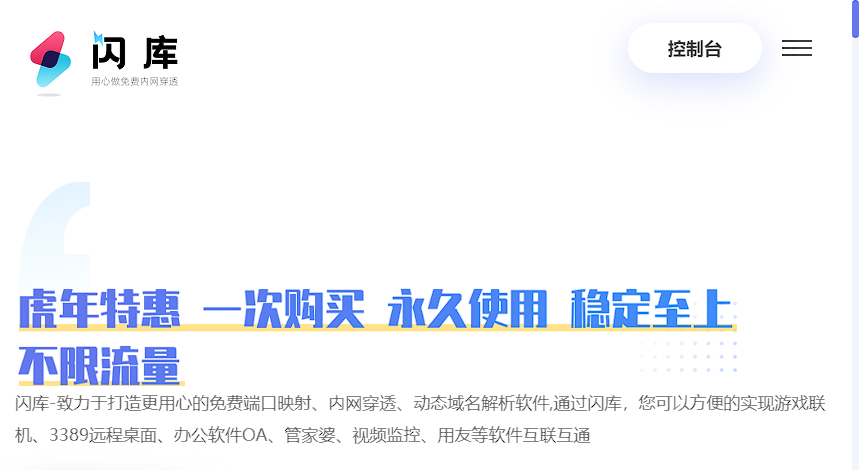 闪库
用心做免费内网穿透
控制台
虎年特惠 一次购买 永久使用 稳定至上
不限流量
闪库-致力于打造更用心的免费端口映射、内网穿透、动态域名解析软件,通过闪库，您可以方便的实现游戏联
机、3389远程桌面、办公软件OA、管家婆、视频监控、用友等软件互联互通